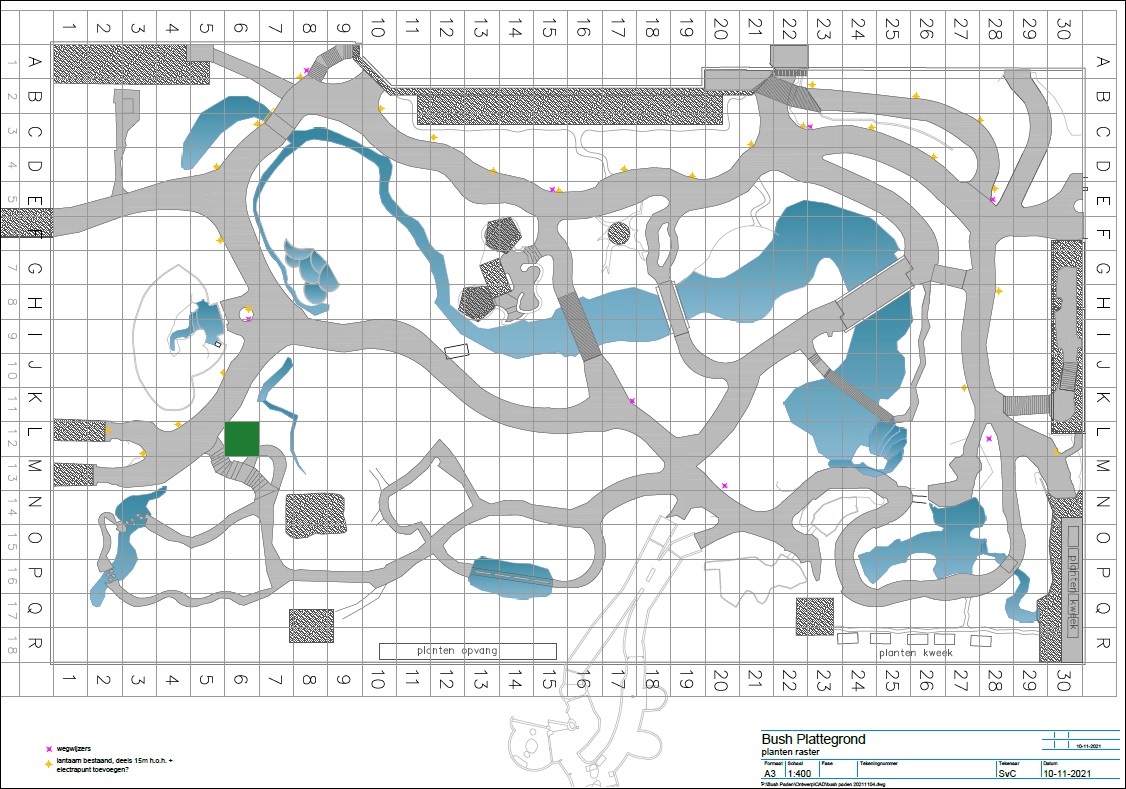 1 2 3 4 5 6 7 8 9 10 11 12 13 14 15 16 17 18 19 20 21 22 23 24 25 26 27 28 29 30
1 A A
2 B B
3 C C
4 D D
5 E E
6 F F
7 G G
8 H H
9 I I
10 J J
11 K K
12 L L
13 M M
14 N N
15 O O
16 P P
17 Q Q
18 R R
planten kweek
planten opvang
planten kweek
1 2 3 4 5 6 7 8 9 10 11 12 13 14 15 16 17 18 19 20 21 22 23 24 25 26 27 28 29 30
wegwijzers
lantaarn bestaand, deels 15m h.o.h. +
electrapunt toevoegen?
Bush Plattegrond
planten raster
10-11-2021
Formaat Schaal Fase Tekeningnummer Tekenaar Datum
A3 1:400 SvC 10-11-2021
P:\Bush Paden\Ontwerp\CAD\bush paden 20211104.dwg